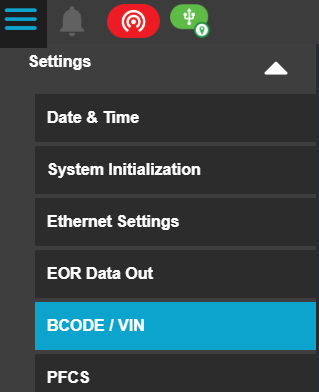 Settings
Date & Time
System Initialization
Ethernet Settings
EOR Data Out
BCODE / VIN
PFCS